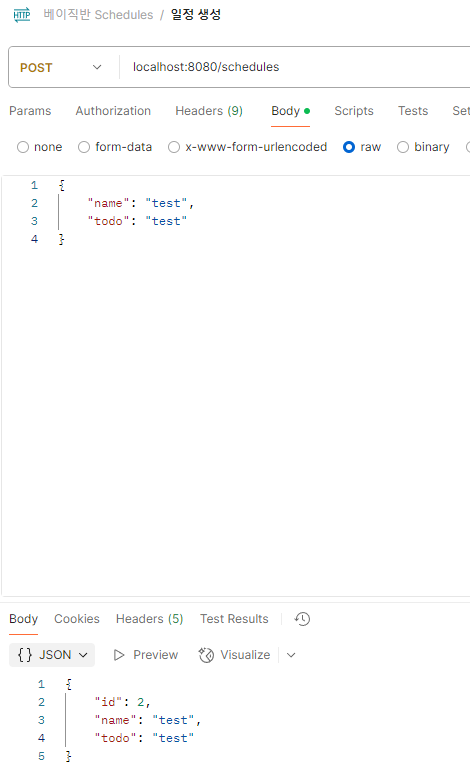 HTTP 베이직반 Schedules / 일정 생성
POST localhost:8080/schedules
Params Authorization Headers (9) Body Scripts Tests Set
none form-data x-www-form-urlencoded raw binary
1 {
2 "name": "test",
3 "todo": "test"
4 }
Body Cookies Headers (5) Test Results
{} JSON Preview Visualize
1 {
2 "id": 2,
3 "name": "test",
4 "todo": "test"
5 }